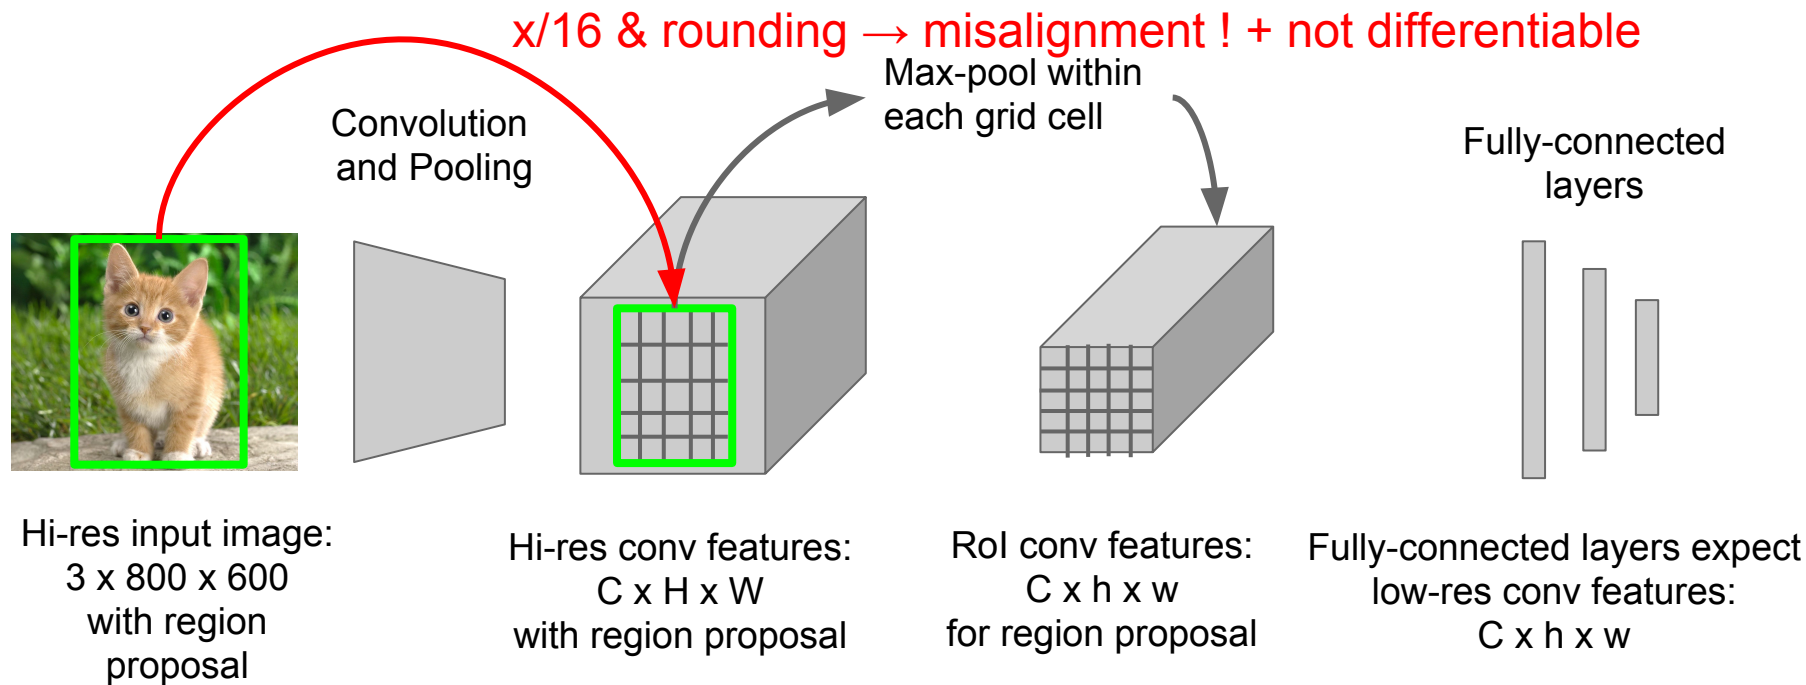 x/16 & rounding → misalignment ! + not differentiable
Max-pool within
each grid cell
Convolution
and Pooling
Fully-connected
layers
Hi-res input image:
3 x 800 x 600
with region
proposal
Hi-res conv features:
C x H x W
with region proposal
RoI conv features:
C x h x w
for region proposal
Fully-connected layers expect
low-res conv features:
C x h x w